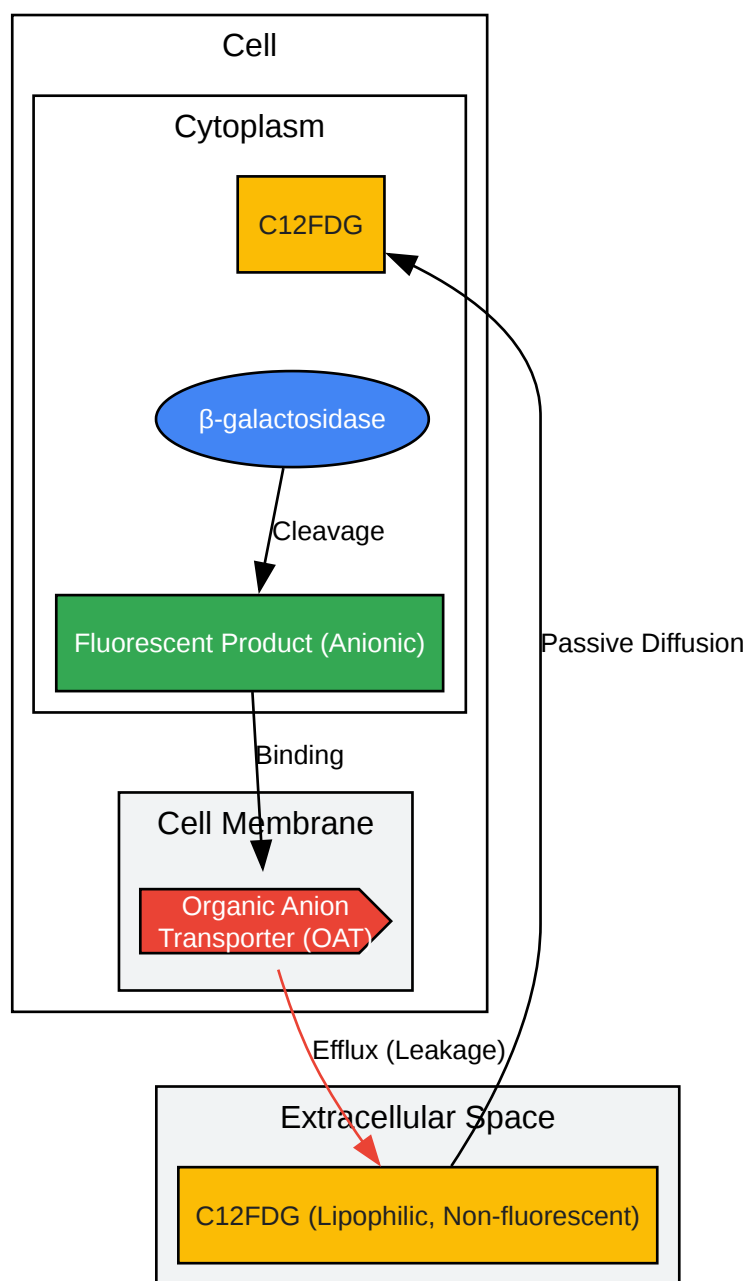 Cell
Cytoplasm
C12FDG
β-galactosidase
Cleavage
Fluorescent Product (Anionic)
Passive Diffusion
Binding
Cell Membrane
Organic Anion
Transporter (OAT)
Efflux (Leakage)
Extracellular Space
C12FDG (Lipophilic, Non-fluorescent)